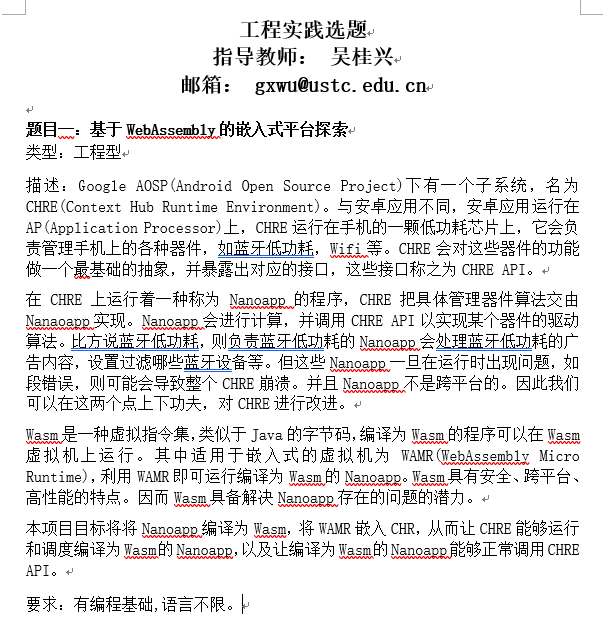 工程实践选题
指导教师： 吴桂兴
邮箱： gxwu@ustc.edu.cn
题目一：基于 WebAssembly 的嵌入式平台探索
类型：工程型
描述：Google AOSP(Android Open Source Project)下有一个子系统，名为
CHRE(Context Hub Runtime Environment)。与安卓应用不同，安卓应用运行在
AP(Application Processor)上，CHRE 运行在手机的一颗低功耗芯片上，它会负
责管理手机上的各种器件，如蓝牙低功耗，Wifi 等。CHRE 会对这些器件的功能
做一个最基础的抽象，并暴露出对应的接口，这些接口称之为 CHRE API。
在 CHRE 上运行着一种称为 Nanoapp 的程序，CHRE 把具体管理器件算法交由
Nanaoapp 实现。Nanoapp 会进行计算，并调用 CHRE API 以实现某个器件的驱动
算法。比方说蓝牙低功耗，则负责蓝牙低功耗的 Nanoapp 会处理蓝牙低功耗的广
告内容，设置过滤哪些蓝牙设备等。但这些 Nanoapp 一旦在运行时出现问题，如
段错误，则可能会导致整个 CHRE 崩溃。并且 Nanoapp 不是跨平台的。因此我们
可以在这两个点上下功夫，对 CHRE 进行改进。
Wasm 是一种虚拟指令集,类似于 Java 的字节码,编译为 Wasm 的程序可以在 Wasm
虚拟机上运行。其中适用于嵌入式的虚拟机为 WAMR(WebAssembly Micro
Runtime),利用 WAMR 即可运行编译为 Wasm 的 Nanoapp。Wasm 具有安全、跨平台、
高性能的特点。因而 Wasm 具备解决 Nanoapp 存在的问题的潜力。
本项目目标将将 Nanoapp 编译为 Wasm，将 WAMR 嵌入 CHR，从而让 CHRE 能够运行
和调度编译为 Wasm 的 Nanoapp,以及让编译为 Wasm 的 Nanoapp 能够正常调用 CHRE
API。
要求：有编程基础,语言不限。